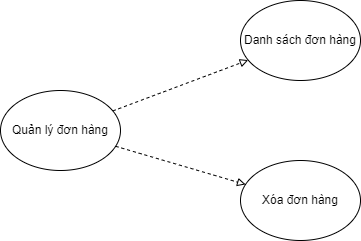 Danh sách đơn hàng
Quản lý đơn hàng
Xóa đơn hàng